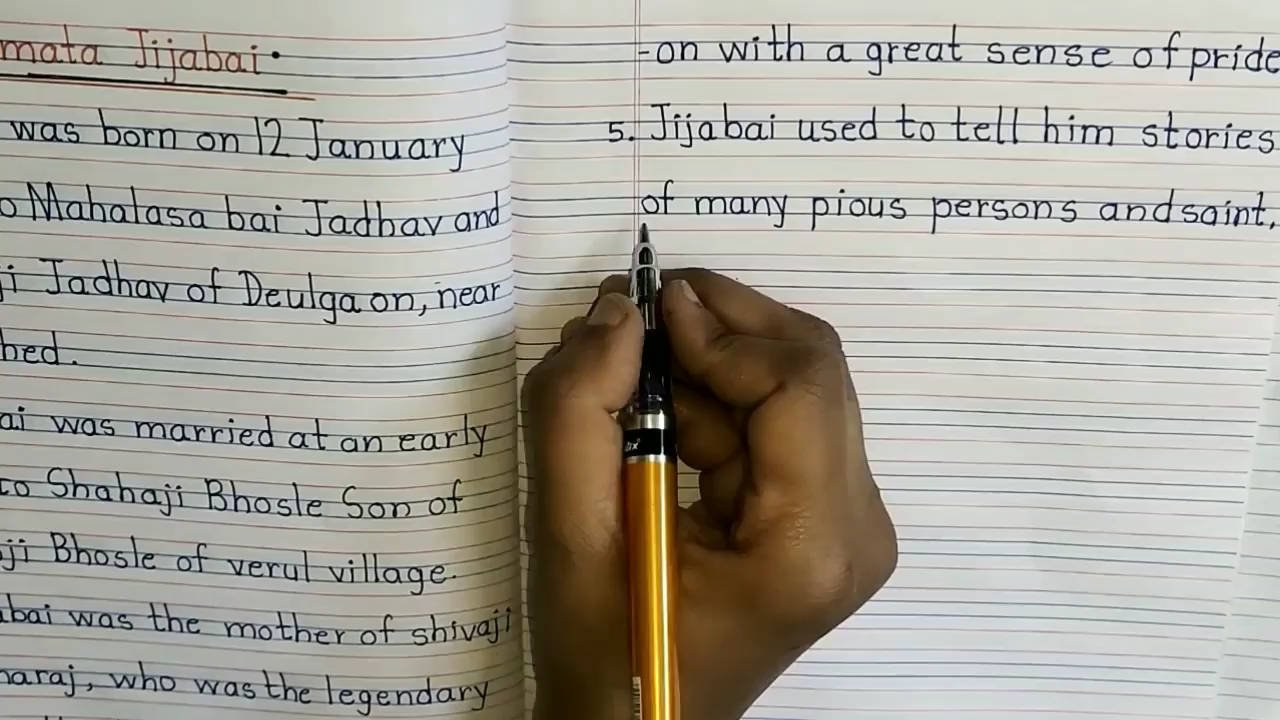 mata Jijabai.
was born on 12 January
o Mahalasa bai Jadhav and
ji Jadhav of Deulgaon, near
hed.
ai was married at an early
to Shahaji Bhosle Son of
ji Bhosle of verul village.
bai was the mother of shivaji
haraj, who was the legendary
-on with a great sense of pride
5. Jijabai used to tell him stories
of many pious persons and saint,